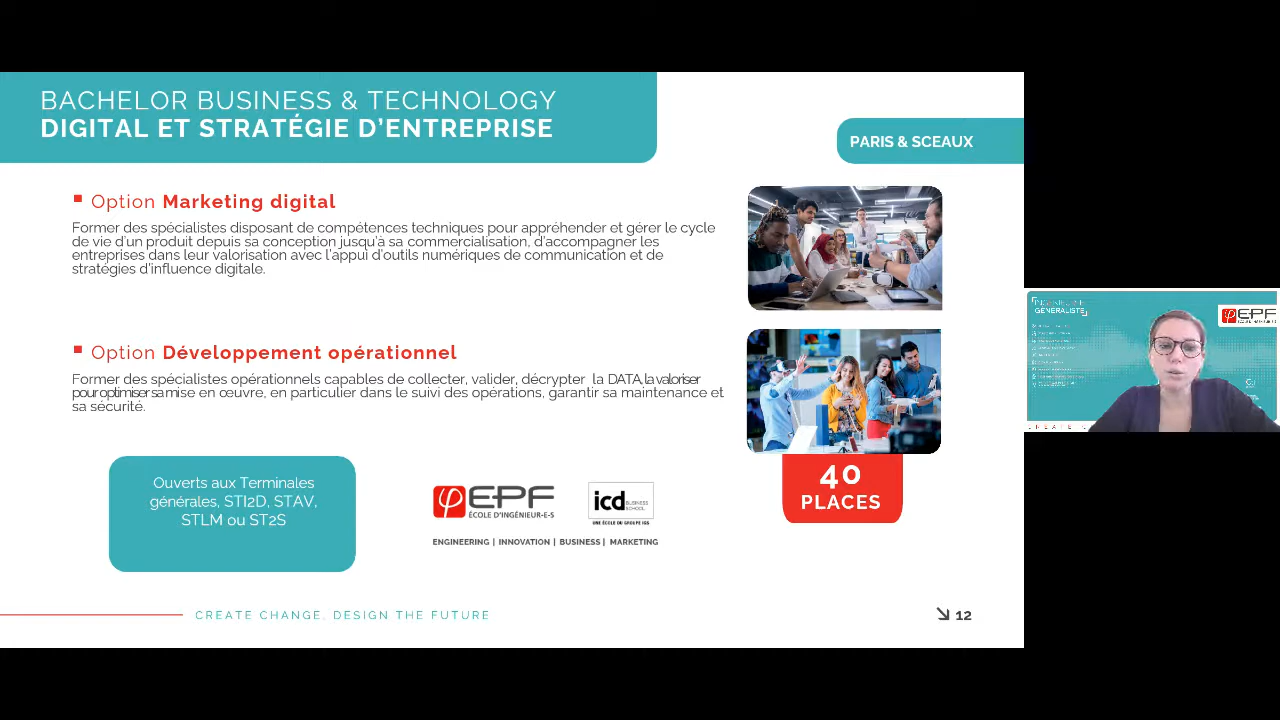 BACHELOR BUSINESS & TECHNOLOGY
DIGITAL ET STRATÉGIE D'ENTREPRISE
PARIS & SCEAUX
Option Marketing digital
Former des spécialistes disposant de compétences techniques pour appréhender et gérer le cycle
de vie d'un produit depuis sa conception jusqu'à sa commercialisation, d'accompagner les
entreprises dans leur valorisation avec l'appui d'outils numériques de communication et de
stratégies d'influence digitale.
Option Développement opérationnel
Former des spécialistes opérationnels capables de collecter, valider, décrypter la DATA, la valoriser
pour optimiser sa mise en œuvre, en particulier dans le suivi des opérations, garantir sa maintenance et
sa sécurité.
Ouverts aux Terminales
générales, STI2D, STAV,
STLM ou ST2S
EPF
ÉCOLE D'INGÉNIEUR-E-S
icd BUSINESS
SCHOOL
UNE ÉCOLE DU GROUPE IGS
ENGINEERING | INNOVATION | BUSINESS | MARKETING
40
PLACES
CREATE CHANGE, DESIGN THE FUTURE
12
GÉNÉRALISTE
EPF